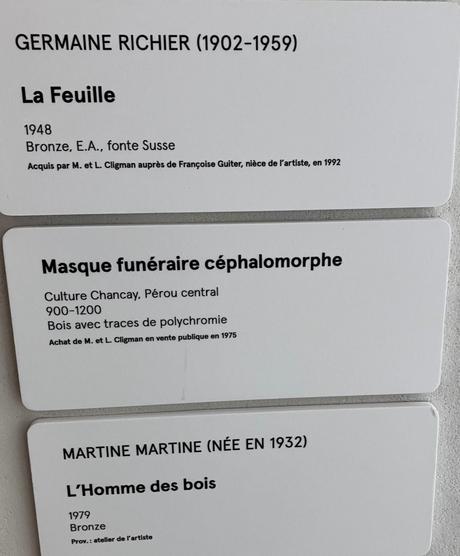 GERMAINE RICHIER (1902-1959)
La Feuille
1948
Bronze, E.A., fonte Susse
Acquis par M. et L. Cligman auprès de Françoise Guiter, nièce de l'artiste, en 1992
Masque funéraire céphalomorphe
Culture Chancay, Pérou central
900-1200
Bois avec traces de polychromie
Achat de M. et L. Cligman en vente publique en 1975
MARTINE MARTINE (NÉE EN 1932)
L'Homme des bois
1979
Bronze
Prov. : atelier de l'artiste